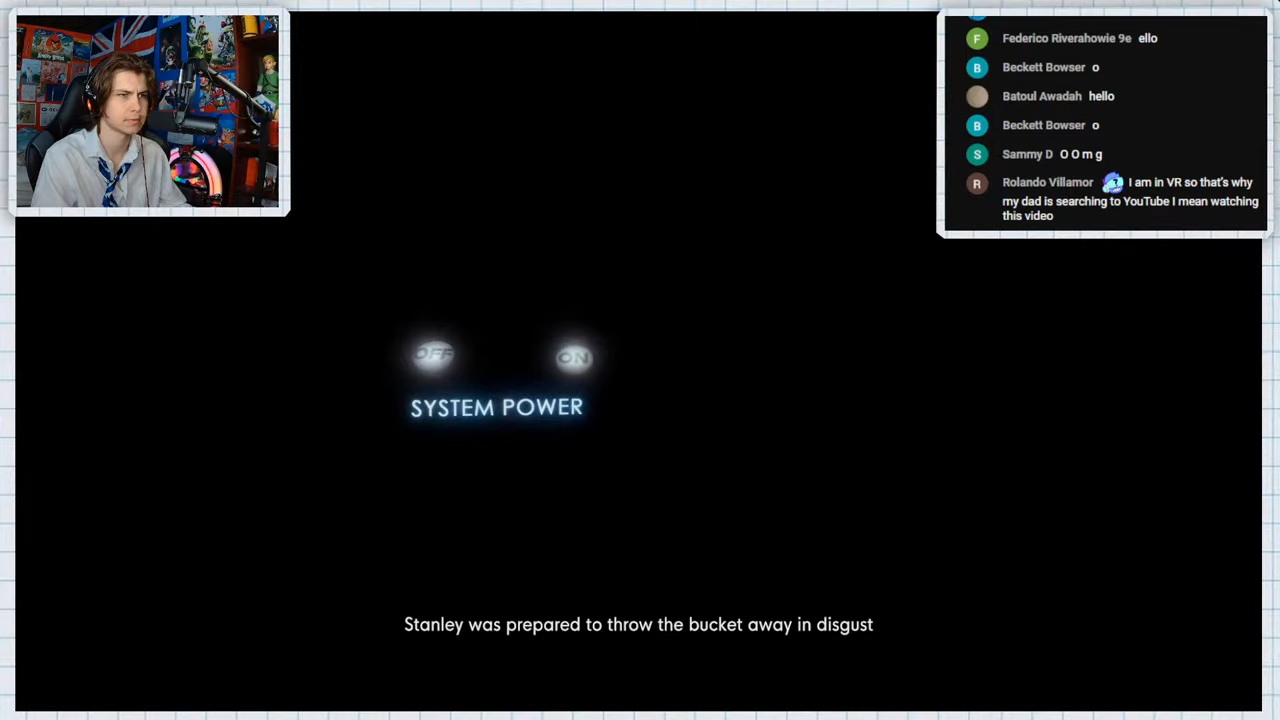 Federico Riverahowie 9e ello
Beckett Bowser o
Batoul Awadah hello
Beckett Bowser o
Sammy D O O m g
Rolando Villamor I am in VR so that's why
my dad is searching to YouTube I mean watching
this video
OFF ON
SYSTEM POWER
Stanley was prepared to throw the bucket away in disgust